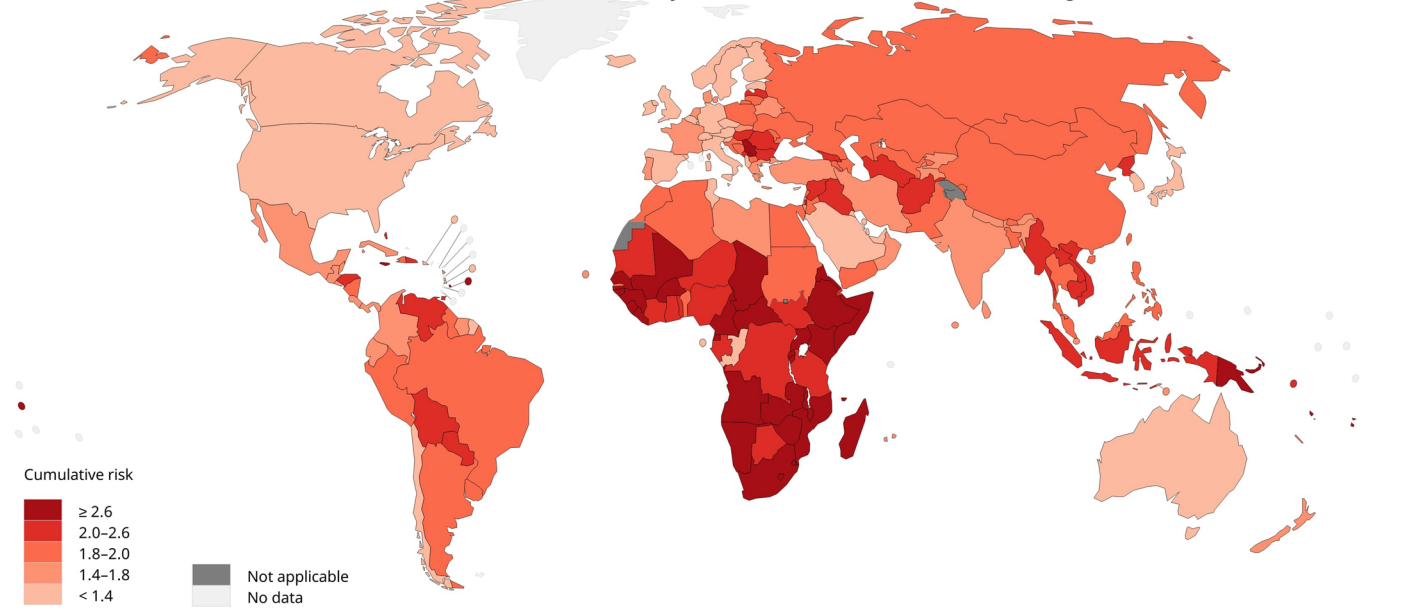 Cumulative risk
≥ 2.6
2.0–2.6
1.8–2.0
1.4–1.8
< 1.4
Not applicable
No data